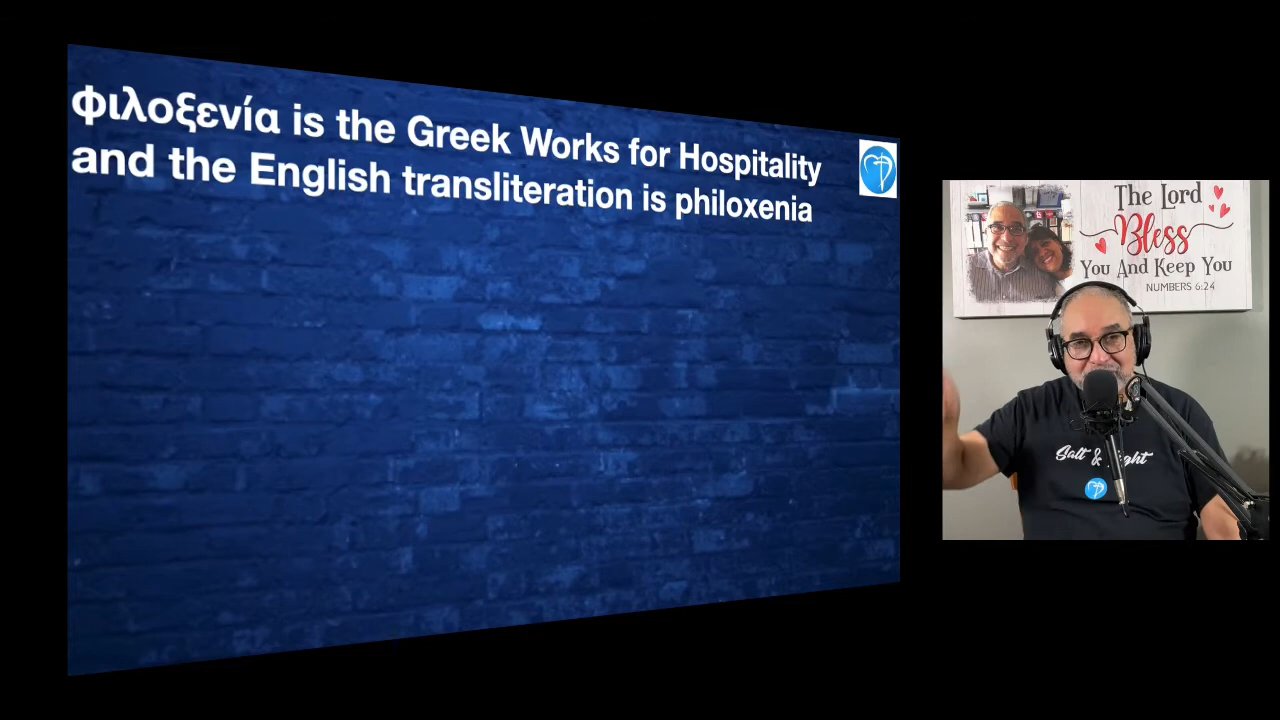 φιλοξενία is the Greek Works for Hospitality
and the English transliteration is philoxenia
The Lord
Bless
You And Keep You
NUMBERS 6:24
Salt &